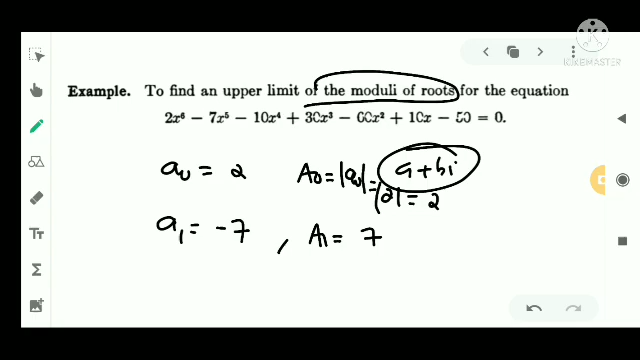 KINEMASTER
Example. To find an upper limit of the moduli of roots for the equation
2x⁶ − 7x⁵ − 10x⁴ + 30x³ − 60x² + 10x − 50 = 0.
a₀ = 2 A₀ = |a₀| = a + bi
|2| = 2
a₁ = -7 , A₁ = 7
Tт
Σ